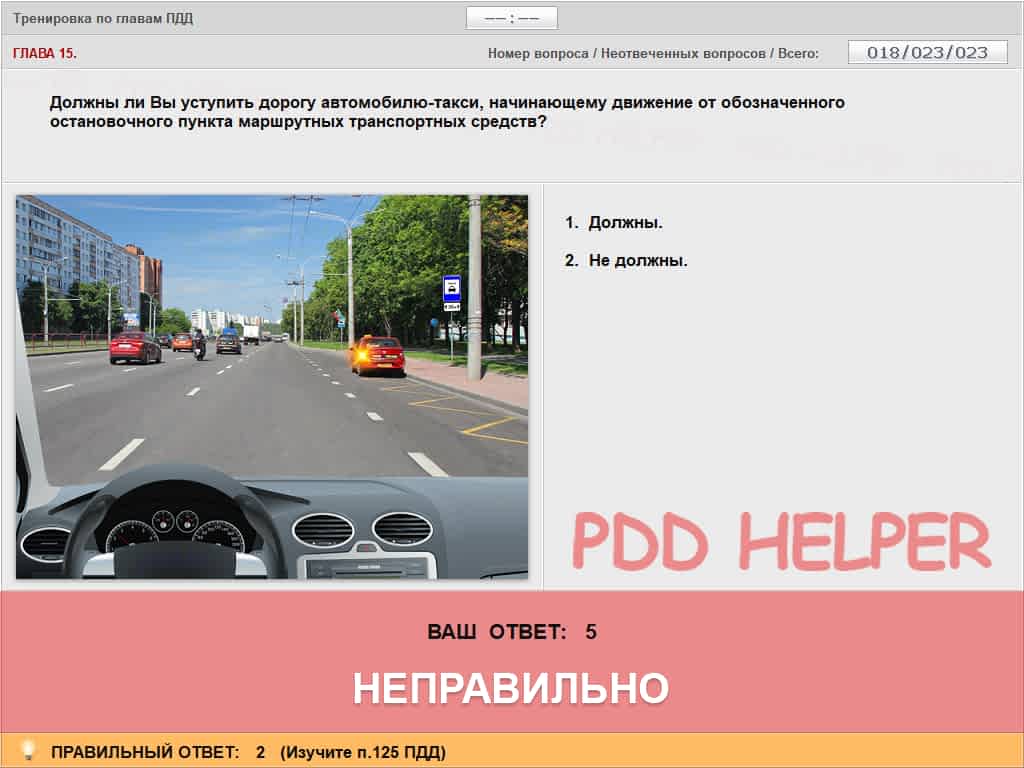 Тренировка по главам ПДД
–– : ––
ГЛАВА 15.
Номер вопроса / Неотвеченных вопросов / Всего:
018/023/023
Должны ли Вы уступить дорогу автомобилю-такси, начинающему движение от обозначенного
остановочного пункта маршрутных транспортных средств?
1. Должны.
2. Не должны.
PDD HELPER
ВАШ ОТВЕТ: 5
НЕПРАВИЛЬНО
ПРАВИЛЬНЫЙ ОТВЕТ: 2 (Изучите п.125 ПДД)